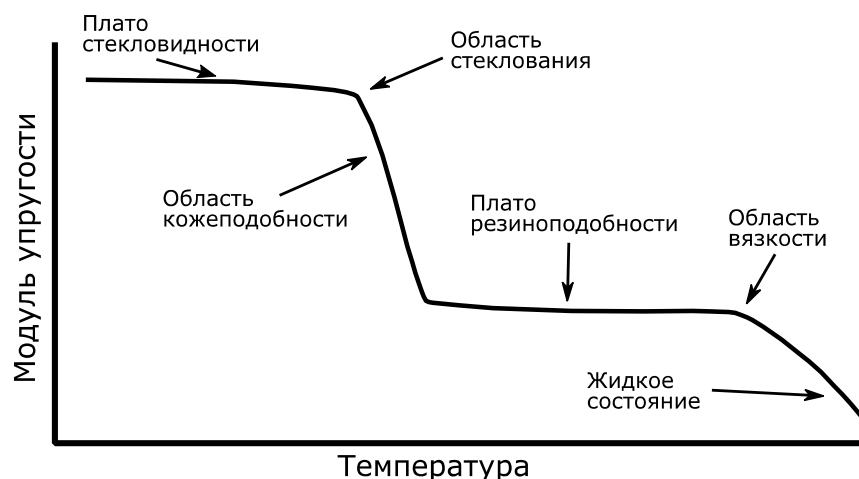 Плато
стекловидности
Область
стеклования
Область
кожеподобности
Плато
резиноподобности
Область
вязкости
Жидкое
состояние
Модуль упругости
Температура